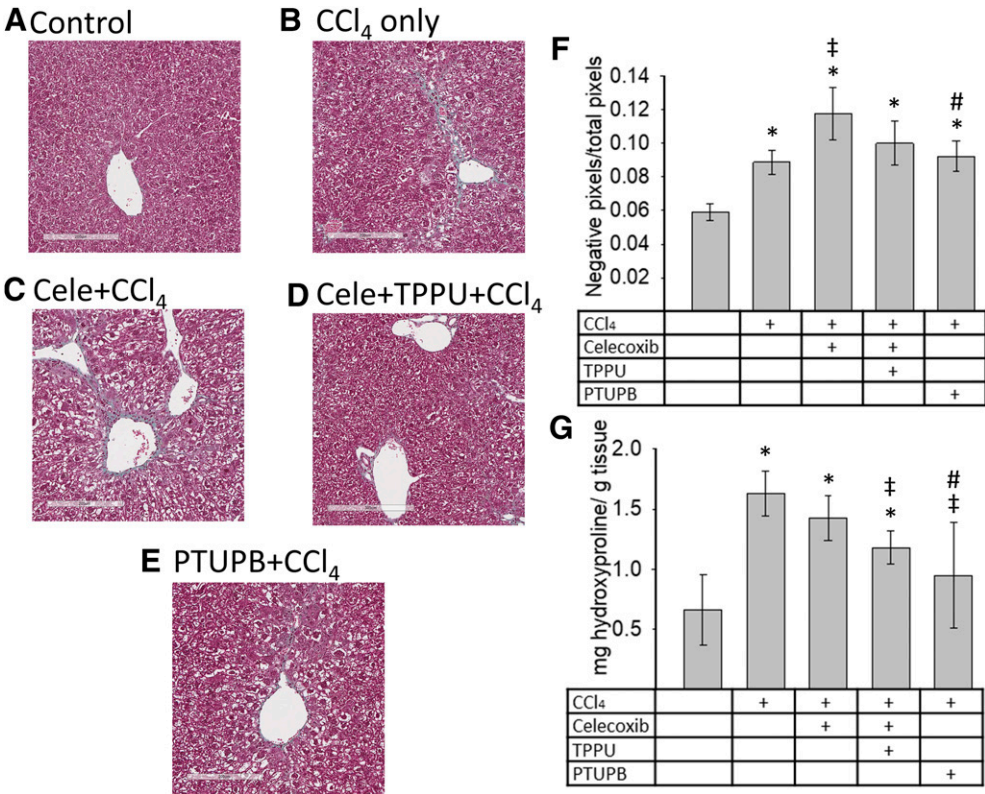 A Control
B CCl4 only
C Cele+CCl4
D Cele+TPPU+CCl4
E PTUPB+CCl4
F
Negative pixels/total pixels
0.14
0.12
0.10
0.08
0.06
0.04
0.02
*
‡
*
*
#
*
CCl4 + + + +
Celecoxib + +
TPPU +
PTUPB +
G
mg hydroxyproline/ g tissue
2.0
1.5
1.0
0.5
*
*
‡
*
#
‡
CCl4 + + + +
Celecoxib + +
TPPU +
PTUPB +